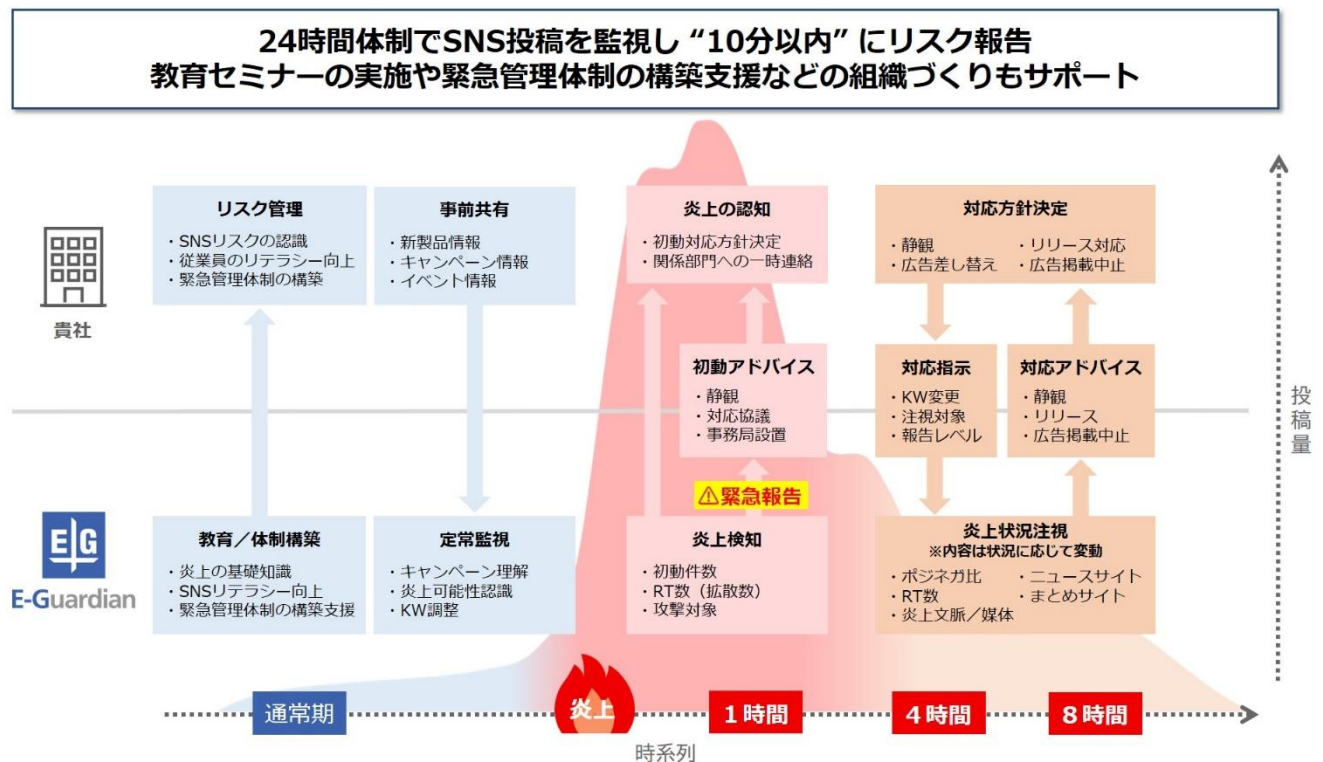 24時間体制でSNS投稿を監視し “10分以内” にリスク報告
教育セミナーの実施や緊急管理体制の構築支援などの組織づくりもサポート
貴社
リスク管理
・SNSリスクの認識
・従業員のリテラシー向上
・緊急管理体制の構築
事前共有
・新製品情報
・キャンペーン情報
・イベント情報
炎上の認知
・初動対応方針決定
・関係部門への一時連絡
対応方針決定
・静観
・広告差し替え
・リリース対応
・広告掲載中止
初動アドバイス
・静観
・対応協議
・事務局設置
対応指示
・KW変更
・注視対象
・報告レベル
対応アドバイス
・静観
・リリース
・広告掲載中止
投稿量
⚠緊急報告
EG
E-Guardian
教育／体制構築
・炎上の基礎知識
・SNSリテラシー向上
・緊急管理体制の構築支援
定常監視
・キャンペーン理解
・炎上可能性認識
・KW調整
炎上検知
・初動件数
・RT数（拡散数）
・攻撃対象
炎上状況注視
※内容は状況に応じて変動
・ポジネガ比
・RT数
・炎上文脈／媒体
・ニュースサイト
・まとめサイト
通常期
炎上
1時間
4時間
8時間
時系列